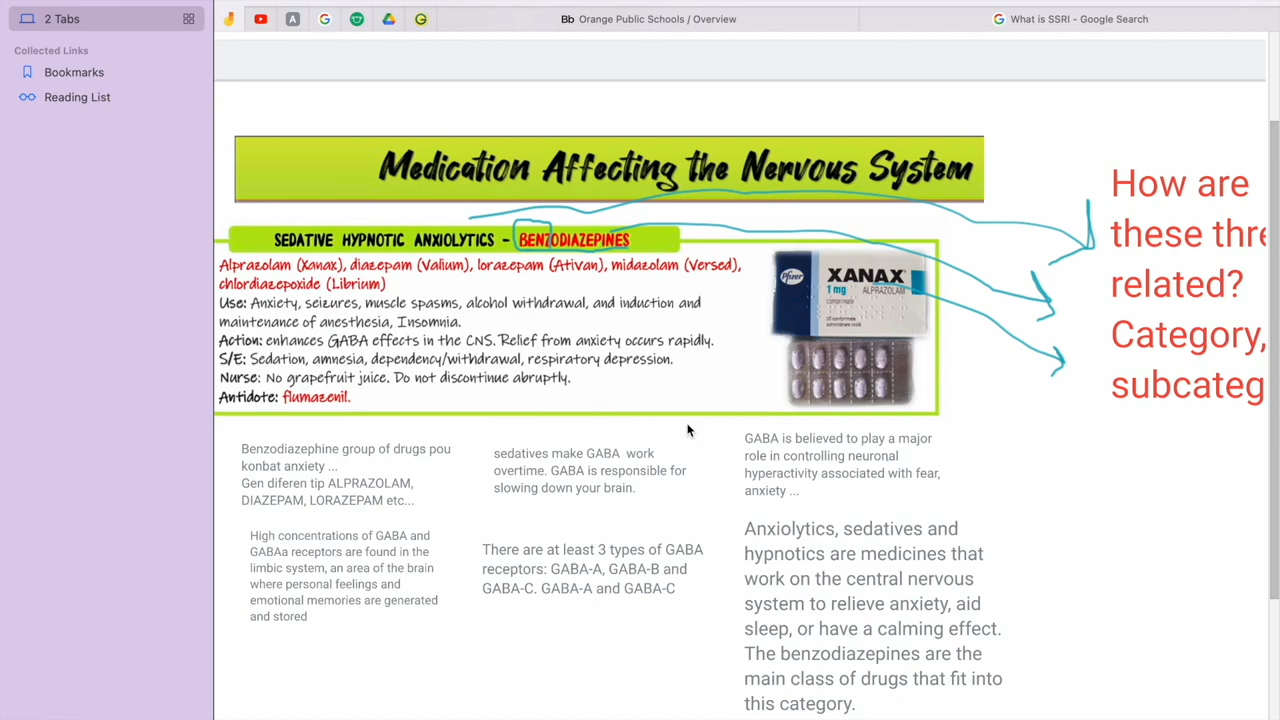 2 Tabs
Collected Links
Bookmarks
Reading List
A
G
Bb Orange Public Schools / Overview
What is SSRI - Google Search
Medication Affecting the Nervous System
SEDATIVE HYPNOTIC ANXIOLYTICS - BENZODIAZEPINES
Alprazolam (Xanax), diazepam (Valium), lorazepam (Ativan), midazolam (Versed),
chlordiazepoxide (Librium)
Use: Anxiety, seizures, muscle spasms, alcohol withdrawal, and induction and
maintenance of anesthesia, Insomnia.
Action: enhances GABA effects in the CNS. Relief from anxiety occurs rapidly.
S/E: Sedation, amnesia, dependency/withdrawal, respiratory depression.
Nurse: No grapefruit juice. Do not discontinue abruptly.
Antidote: flumazenil.
Pfizer
XANAX
1 mg ALPRAZOLAM
How are
these thre
related?
Category,
subcateg
Benzodiazephine group of drugs pou
konbat anxiety ...
Gen diferen tip ALPRAZOLAM,
DIAZEPAM, LORAZEPAM etc...
sedatives make GABA work
overtime. GABA is responsible for
slowing down your brain.
GABA is believed to play a major
role in controlling neuronal
hyperactivity associated with fear,
anxiety ...
High concentrations of GABA and
GABAa receptors are found in the
limbic system, an area of the brain
where personal feelings and
emotional memories are generated
and stored
There are at least 3 types of GABA
receptors: GABA-A, GABA-B and
GABA-C. GABA-A and GABA-C
Anxiolytics, sedatives and
hypnotics are medicines that
work on the central nervous
system to relieve anxiety, aid
sleep, or have a calming effect.
The benzodiazepines are the
main class of drugs that fit into
this category.